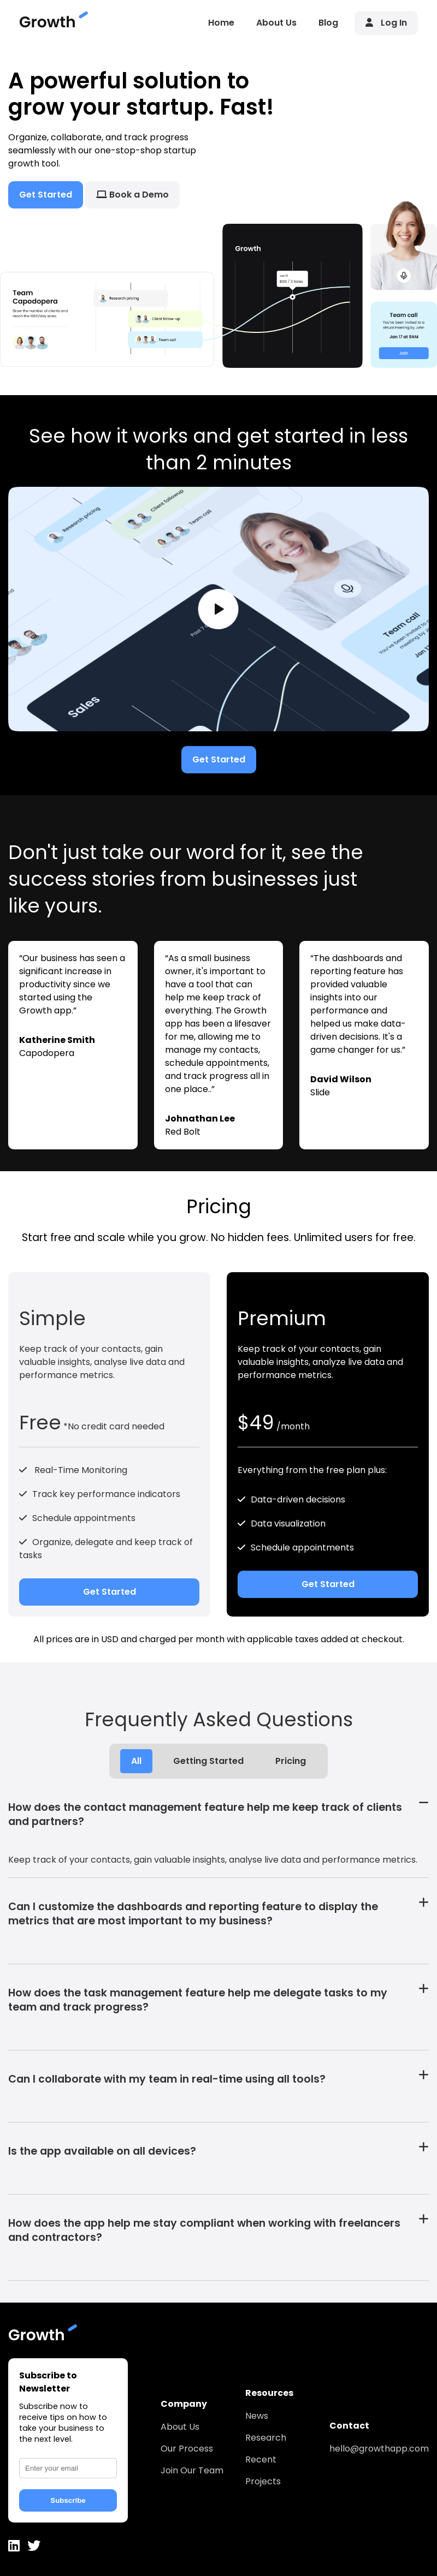 Growth
Home
About Us
Blog
Log In
A powerful solution to
grow your startup. Fast!
Organize, collaborate, and track progress
seamlessly with our one-stop-shop startup
growth tool.
Get Started
Book a Demo
Team
Capodopera
Research pricing
Client follow-up
Team call
Growth
Team call
You've been invited to a
virtual meeting by John
Jan 17 at 9AM
Join
See how it works and get started in less
than 2 minutes
Research pricing
Client followup
Team call
Sales
Team call
You've been invited to a
Get Started
Don't just take our word for it, see the
success stories from businesses just
like yours.
“Our business has seen a
significant increase in
productivity since we
started using the
Growth app.”
Katherine Smith
Capodopera
“As a small business
owner, it's important to
have a tool that can
help me keep track of
everything. The Growth
app has been a lifesaver
for me, allowing me to
manage my contacts,
schedule appointments,
and track progress all in
one place..”
Johnathan Lee
Red Bolt
“The dashboards and
reporting feature has
provided valuable
insights into our
performance and
helped us make data-
driven decisions. It's a
game changer for us.”
David Wilson
Slide
Pricing
Start free and scale while you grow. No hidden fees. Unlimited users for free.
Simple
Keep track of your contacts, gain
valuable insights, analyse live data and
performance metrics.
Free *No credit card needed
Real-Time Monitoring
Track key performance indicators
Schedule appointments
Organize, delegate and keep track of
tasks
Get Started
Premium
Keep track of your contacts, gain
valuable insights, analyze live data and
performance metrics.
$49 /month
Everything from the free plan plus:
Data-driven decisions
Data visualization
Schedule appointments
Get Started
All prices are in USD and charged per month with applicable taxes added at checkout.
Frequently Asked Questions
All
Getting Started
Pricing
How does the contact management feature help me keep track of clients
and partners?
Keep track of your contacts, gain valuable insights, analyse live data and performance metrics.
Can I customize the dashboards and reporting feature to display the
metrics that are most important to my business?
How does the task management feature help me delegate tasks to my
team and track progress?
Can I collaborate with my team in real-time using all tools?
Is the app available on all devices?
How does the app help me stay compliant when working with freelancers
and contractors?
Growth
Subscribe to
Newsletter
Subscribe now to
receive tips on how to
take your business to
the next level.
Enter your email
Subscribe
Company
About Us
Our Process
Join Our Team
Resources
News
Research
Recent
Projects
Contact
hello@growthapp.com